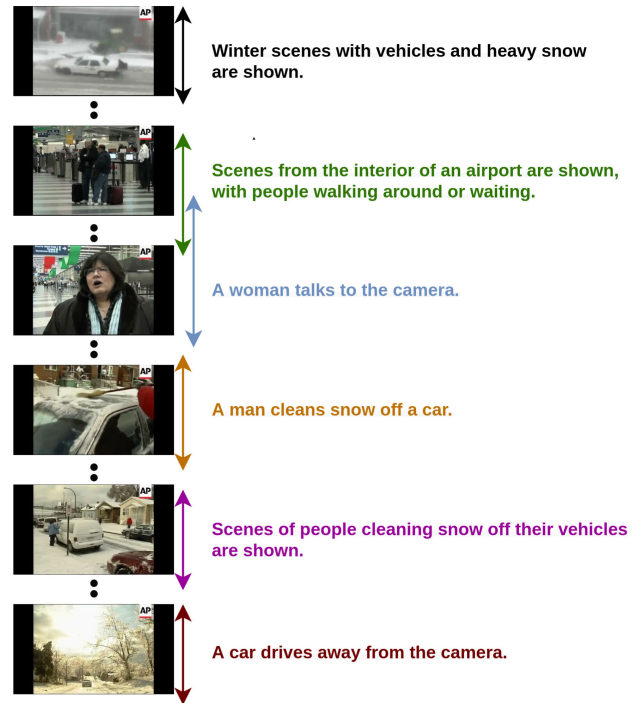 AP
Winter scenes with vehicles and heavy snow
are shown.
AP
Scenes from the interior of an airport are shown,
with people walking around or waiting.
AP
A woman talks to the camera.
AP
A man cleans snow off a car.
AP
Scenes of people cleaning snow off their vehicles
are shown.
AP
A car drives away from the camera.